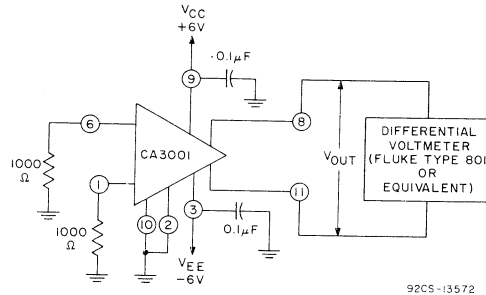 VCC
+6V
0.1μF
9
6
8
CA3001
1000
Ω
1
VOUT
DIFFERENTIAL
VOLTMETER
(FLUKE TYPE 801
OR
EQUIVALENT)
11
10
2
3
0.1μF
1000
Ω
VEE
-6V
92CS-13572